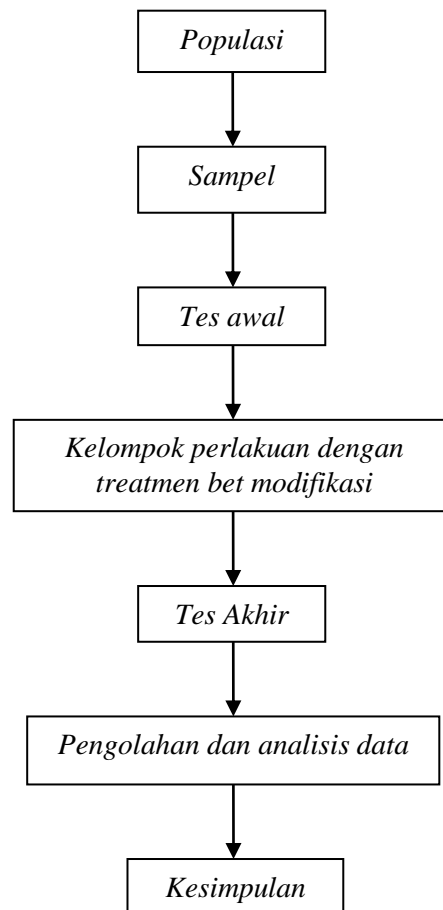 Populasi
Sampel
Tes awal
Kelompok perlakuan dengan
treatmen bet modifikasi
Tes Akhir
Pengolahan dan analisis data
Kesimpulan